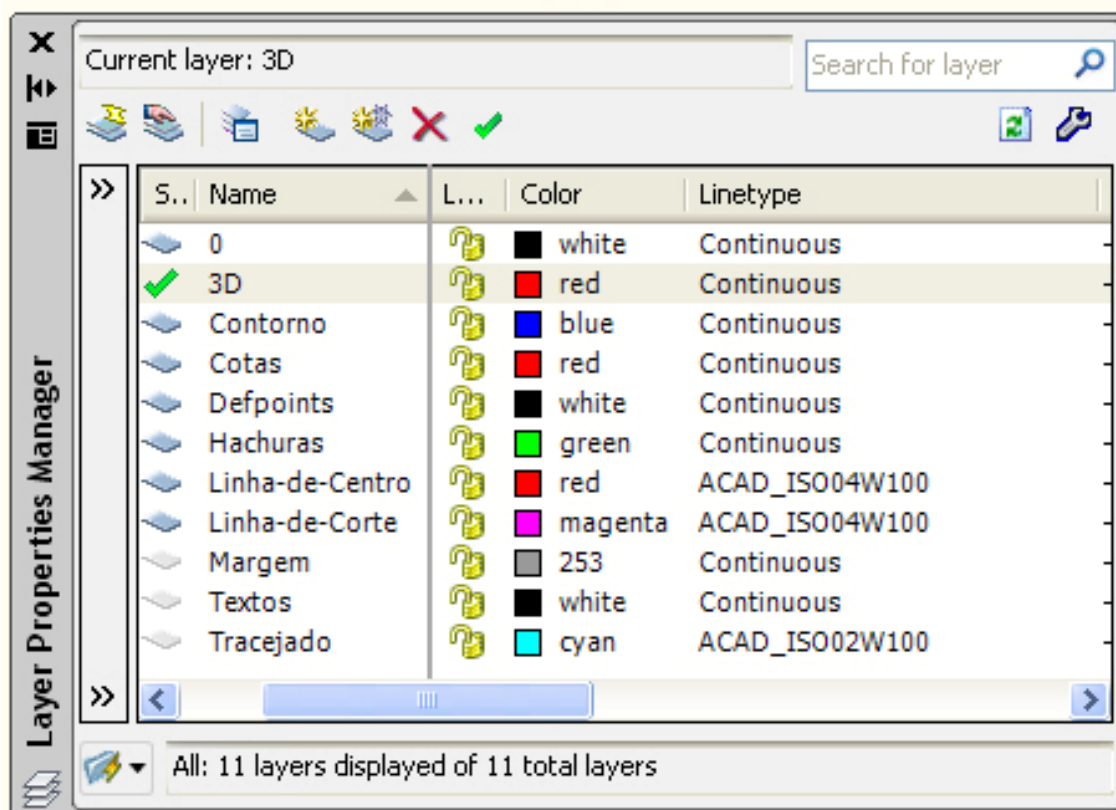 Current layer: 3D
Search for layer
S.. Name L... Color Linetype
0 white Continuous
3D red Continuous
Contorno blue Continuous
Cotas red Continuous
Defpoints white Continuous
Hachuras green Continuous
Linha-de-Centro red ACAD_ISO04W100
Linha-de-Corte magenta ACAD_ISO04W100
Margem 253 Continuous
Textos white Continuous
Tracejado cyan ACAD_ISO02W100
All: 11 layers displayed of 11 total layers
Layer Properties Manager